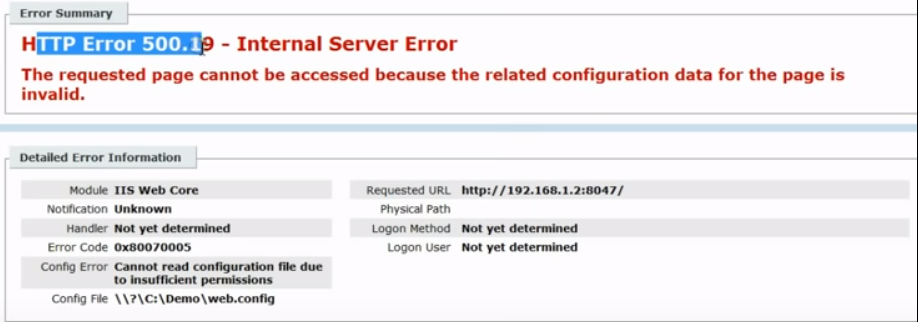 Error Summary
HTTP Error 500.19 - Internal Server Error
The requested page cannot be accessed because the related configuration data for the page is
invalid.
Detailed Error Information
Module IIS Web Core
Notification Unknown
Handler Not yet determined
Error Code 0x80070005
Config Error Cannot read configuration file due
to insufficient permissions
Config File \\?\C:\Demo\web.config
Requested URL http://192.168.1.2:8047/
Physical Path
Logon Method Not yet determined
Logon User Not yet determined